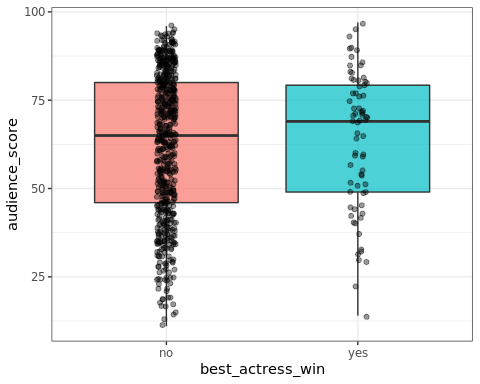 100
75
50
25
audience_score
no yes
best_actress_win